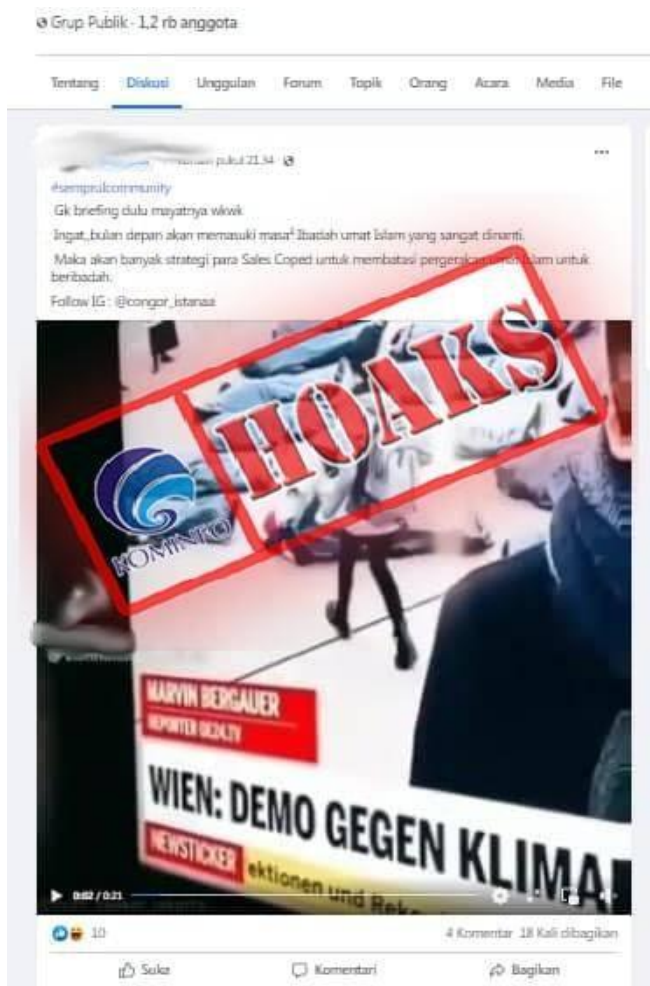 Grup Publik · 1,2 rb anggota
Tentang Diskusi Unggulan Forum Topik Orang Acara Media File
pukul 21.34
#semprulcommunity
Gk briefing dulu mayatnya wkwk
Ingat,bulan depan akan memasuki masa² Ibadah umat Islam yang sangat dinanti.
Maka akan banyak strategi para Sales Coped untuk membatasi pergerakan umat Islam untuk
beribadah.
Follow IG : @congor_istanaa
HOAKS
KOMINFO
MARVIN BERGAUER
REPORTER OE24.TV
WIEN: DEMO GEGEN KLIMA
NEWSTICKER ektionen und
0:02 / 0:21
10 4 Komentar 18 Kali dibagikan
Suka Komentari Bagikan